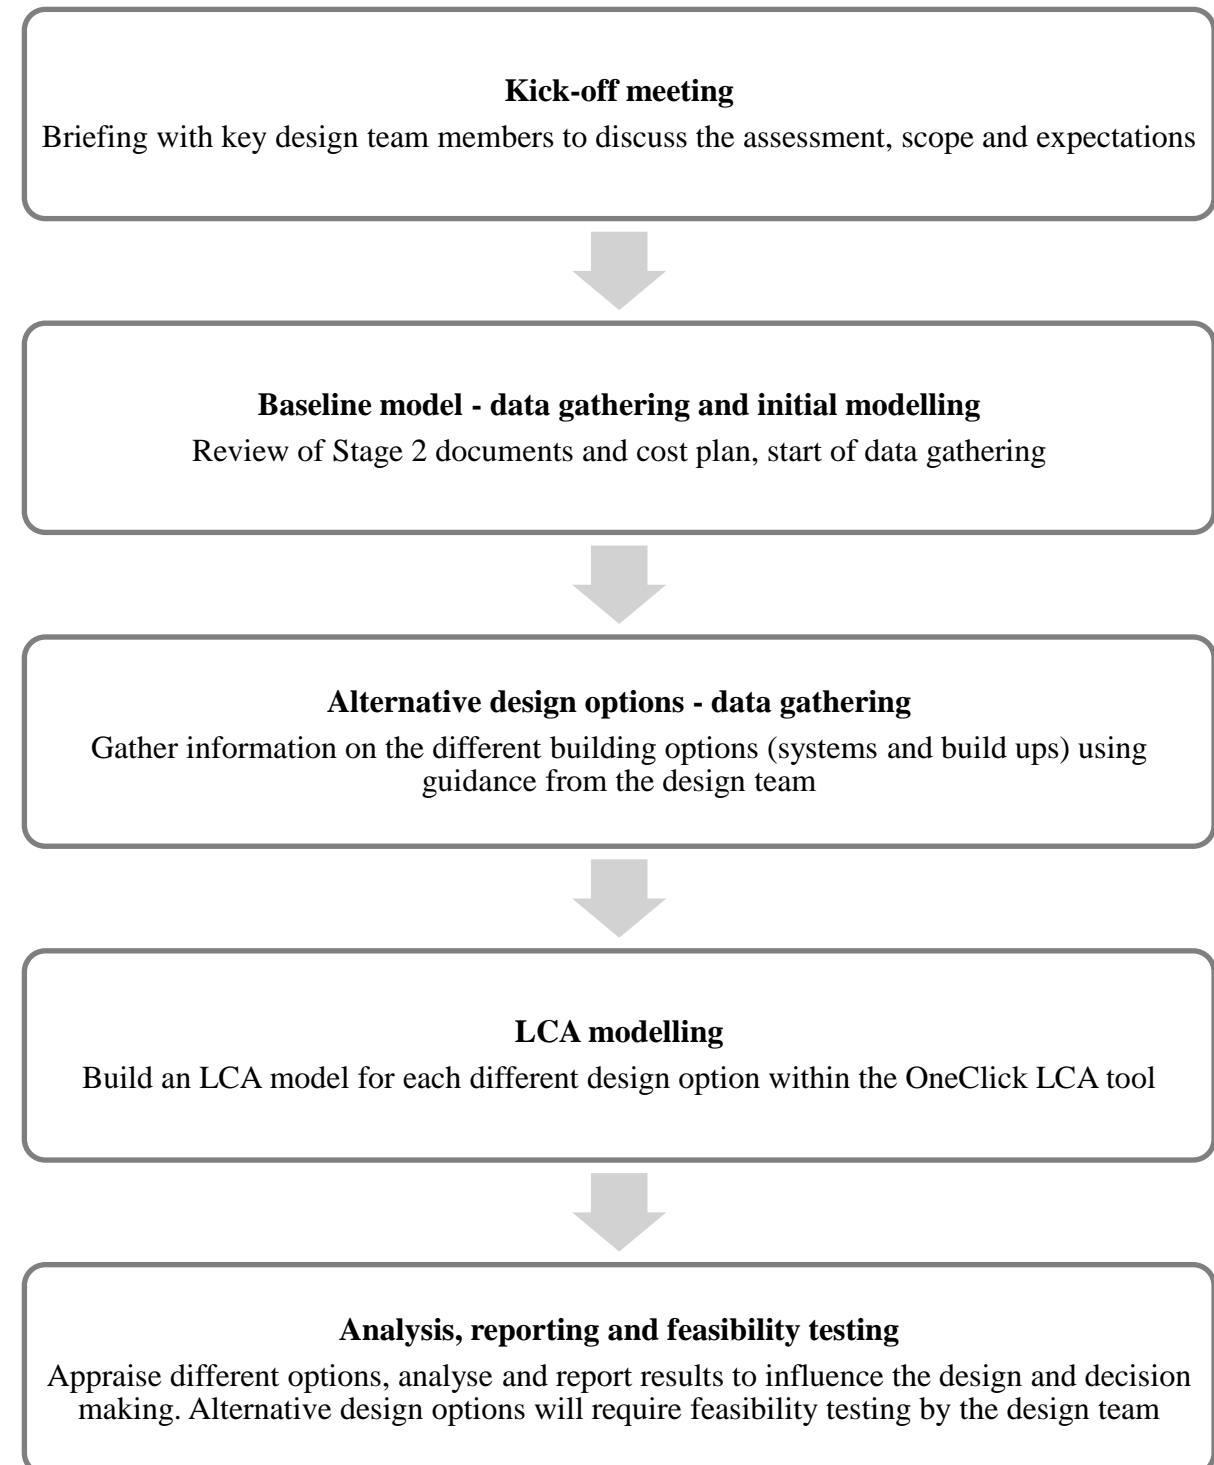 Kick-off meeting
Briefing with key design team members to discuss the assessment, scope and expectations
Baseline model - data gathering and initial modelling
Review of Stage 2 documents and cost plan, start of data gathering
Alternative design options - data gathering
Gather information on the different building options (systems and build ups) using
guidance from the design team
LCA modelling
Build an LCA model for each different design option within the OneClick LCA tool
Analysis, reporting and feasibility testing
Appraise different options, analyse and report results to influence the design and decision
making. Alternative design options will require feasibility testing by the design team